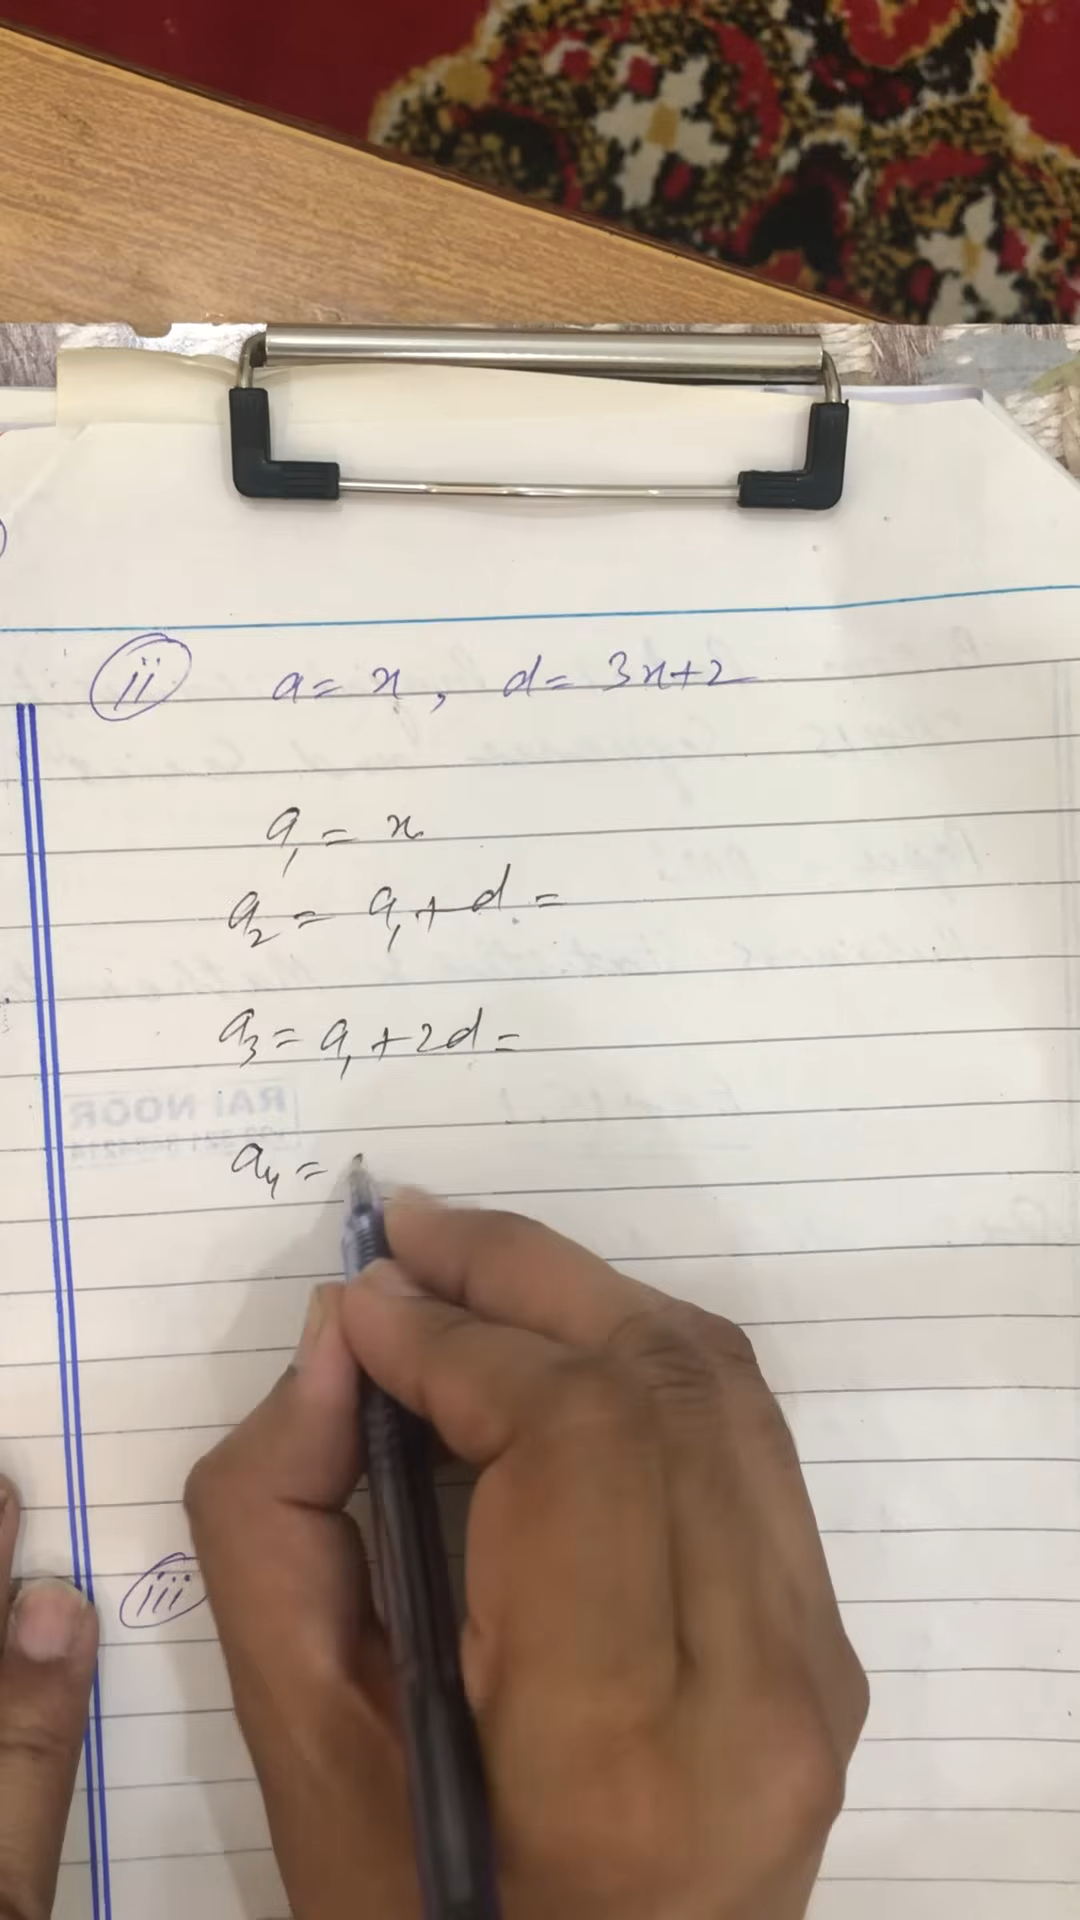 ii a = x, d = 3x+2
a₁ = x
a₂ = a₁ + d =
a₃ = a₁ + 2d =
a₄ =
RAI NOOR
iii